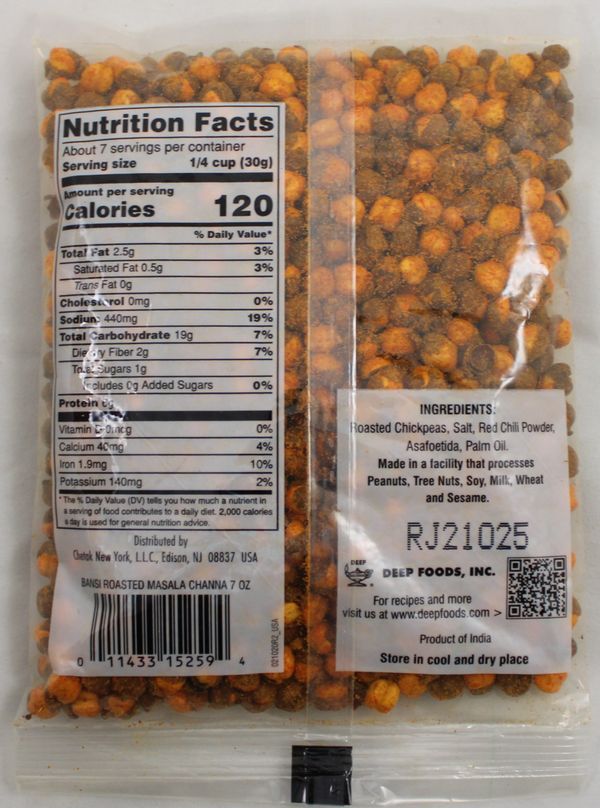 Nutrition Facts
About 7 servings per container
Serving size 1/4 cup (30g)
Amount per serving
Calories 120
% Daily Value*
Total Fat 2.5g 3%
Saturated Fat 0.5g 3%
Trans Fat 0g
Cholesterol 0mg 0%
Sodium 440mg 19%
Total Carbohydrate 19g 7%
Dietary Fiber 2g 7%
Total Sugars 1g
Includes 0g Added Sugars 0%
Protein 6g
Vitamin D 0mcg 0%
Calcium 40mg 4%
Iron 1.9mg 10%
Potassium 140mg 2%
* The % Daily Value (DV) tells you how much a nutrient in
a serving of food contributes to a daily diet. 2,000 calories
a day is used for general nutrition advice.
Distributed by
Chetak New York, L.L.C., Edison, NJ 08837 USA
BANSI ROASTED MASALA CHANNA 7 OZ
0 11433 15259 4
021020R2_USA
INGREDIENTS:
Roasted Chickpeas, Salt, Red Chili Powder,
Asafoetida, Palm Oil.
Made in a facility that processes
Peanuts, Tree Nuts, Soy, Milk, Wheat
and Sesame.
RJ21025
DEEP
DEEP FOODS, INC.
For recipes and more
visit us at www.deepfoods.com >
Product of India
Store in cool and dry place